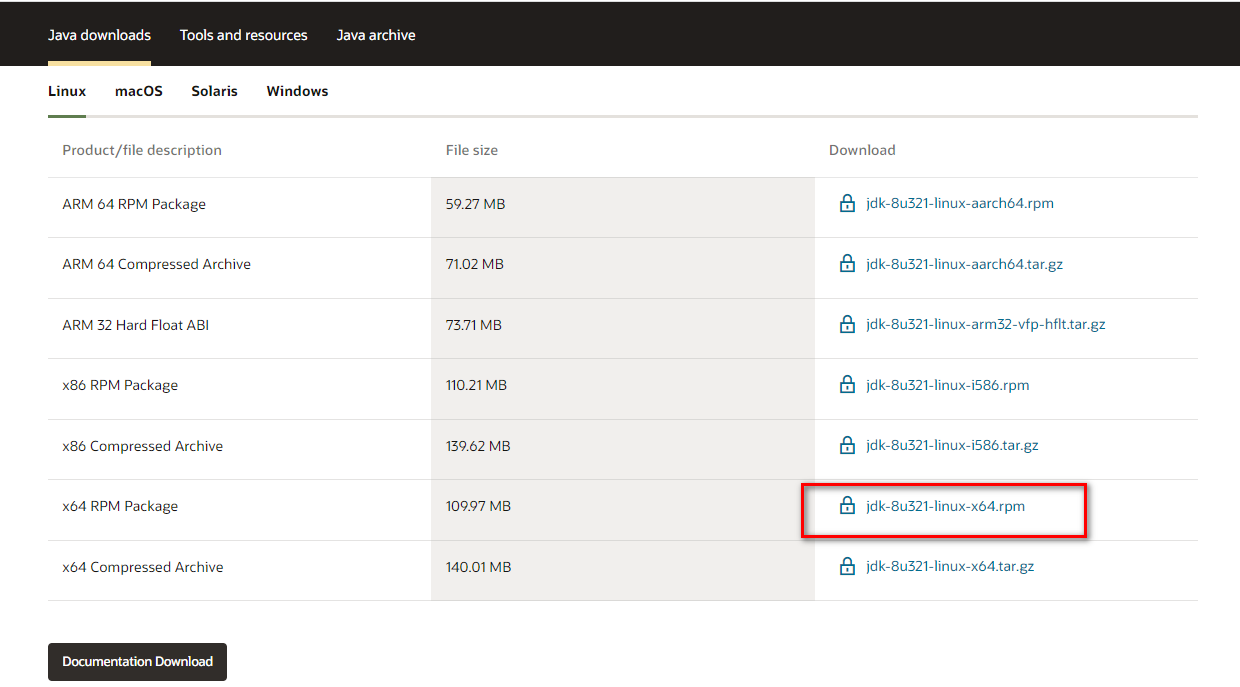 Java downloads Tools and resources Java archive
Linux macOS Solaris Windows
Product/file description File size Download
ARM 64 RPM Package 59.27 MB jdk-8u321-linux-aarch64.rpm
ARM 64 Compressed Archive 71.02 MB jdk-8u321-linux-aarch64.tar.gz
ARM 32 Hard Float ABI 73.71 MB jdk-8u321-linux-arm32-vfp-hflt.tar.gz
x86 RPM Package 110.21 MB jdk-8u321-linux-i586.rpm
x86 Compressed Archive 139.62 MB jdk-8u321-linux-i586.tar.gz
x64 RPM Package 109.97 MB jdk-8u321-linux-x64.rpm
x64 Compressed Archive 140.01 MB jdk-8u321-linux-x64.tar.gz
Documentation Download